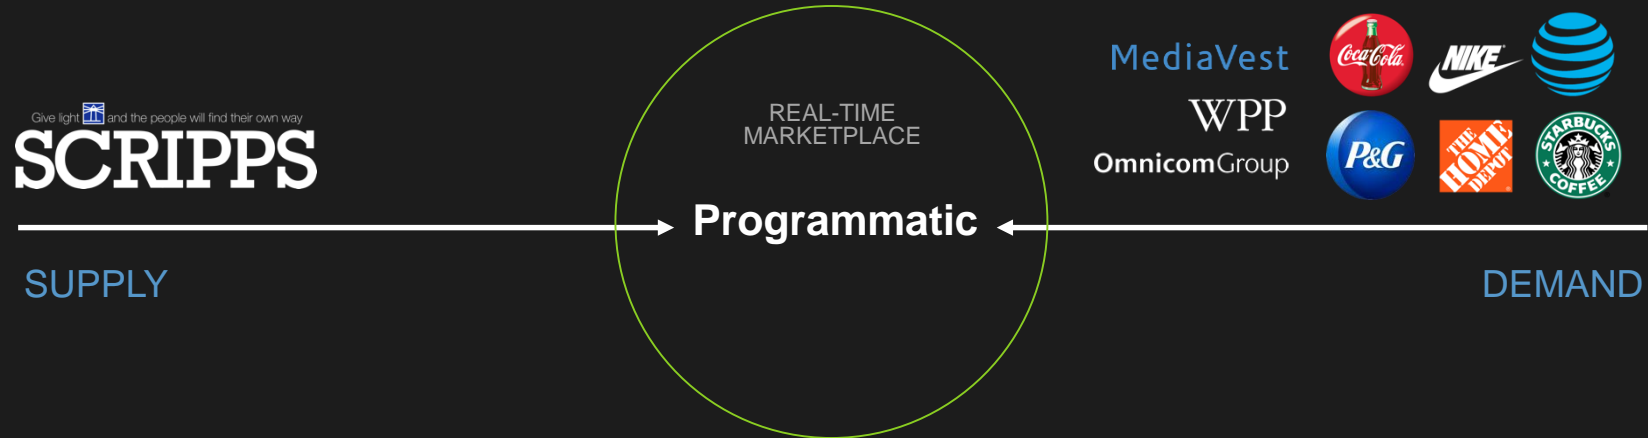 Give light and the people will find their own way
SCRIPPS
SUPPLY
REAL-TIME
MARKETPLACE
Programmatic
MediaVest
WPP
OmnicomGroup
Coca-Cola
NIKE
P&G
THE
HOME
DEPOT
STARBUCKS
COFFEE
DEMAND